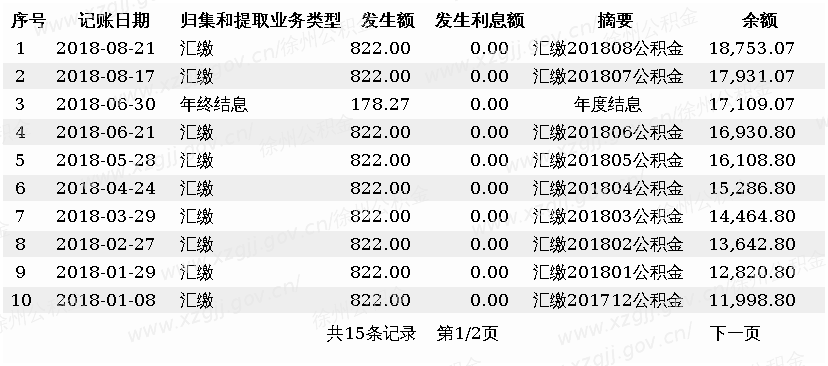 序号 记账日期 归集和提取业务类型 发生额 发生利息额 摘要 余额
1 2018-08-21 汇缴 822.00 0.00 汇缴201808公积金 18,753.07
2 2018-08-17 汇缴 822.00 0.00 汇缴201807公积金 17,931.07
3 2018-06-30 年终结息 178.27 0.00 年度结息 17,109.07
4 2018-06-21 汇缴 822.00 0.00 汇缴201806公积金 16,930.80
5 2018-05-28 汇缴 822.00 0.00 汇缴201805公积金 16,108.80
6 2018-04-24 汇缴 822.00 0.00 汇缴201804公积金 15,286.80
7 2018-03-29 汇缴 822.00 0.00 汇缴201803公积金 14,464.80
8 2018-02-27 汇缴 822.00 0.00 汇缴201802公积金 13,642.80
9 2018-01-29 汇缴 822.00 0.00 汇缴201801公积金 12,820.80
10 2018-01-08 汇缴 822.00 0.00 汇缴201712公积金 11,998.80
共15条记录 第1/2页 下一页
www.xzgjj.gov.cn/徐州公积金